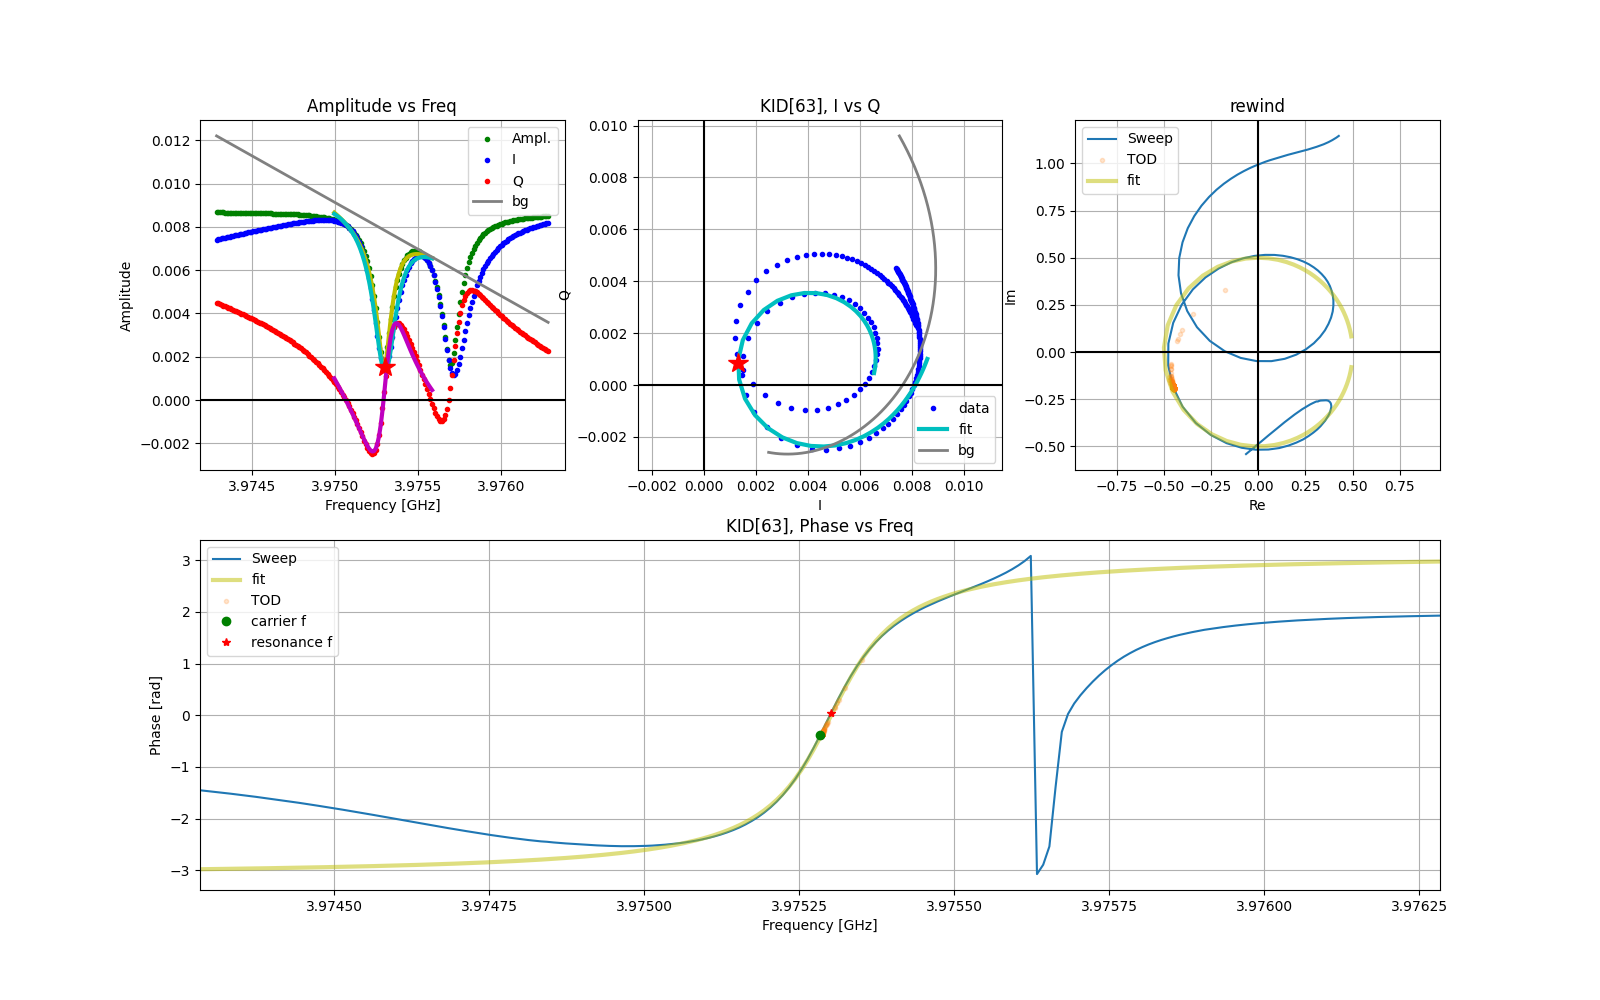 Amplitude vs Freq
Amplitude
0.012
0.010
0.008
0.006
0.004
0.002
0.000
−0.002
3.9745
3.9750
3.9755
3.9760
Frequency [GHz]
Ampl.
I
Q
bg
KID[63], I vs Q
Q
0.010
0.008
0.006
0.004
0.002
0.000
−0.002
−0.002
0.000
0.002
0.004
0.006
0.008
0.010
I
data
fit
bg
rewind
Im
1.00
0.75
0.50
0.25
0.00
−0.25
−0.50
−0.75
−0.50
−0.25
0.00
0.25
0.50
0.75
Re
Sweep
TOD
fit
KID[63], Phase vs Freq
Phase [rad]
3
2
1
0
−1
−2
−3
3.97450
3.97475
3.97500
3.97525
3.97550
3.97575
3.97600
3.97625
Frequency [GHz]
Sweep
fit
TOD
carrier f
resonance f